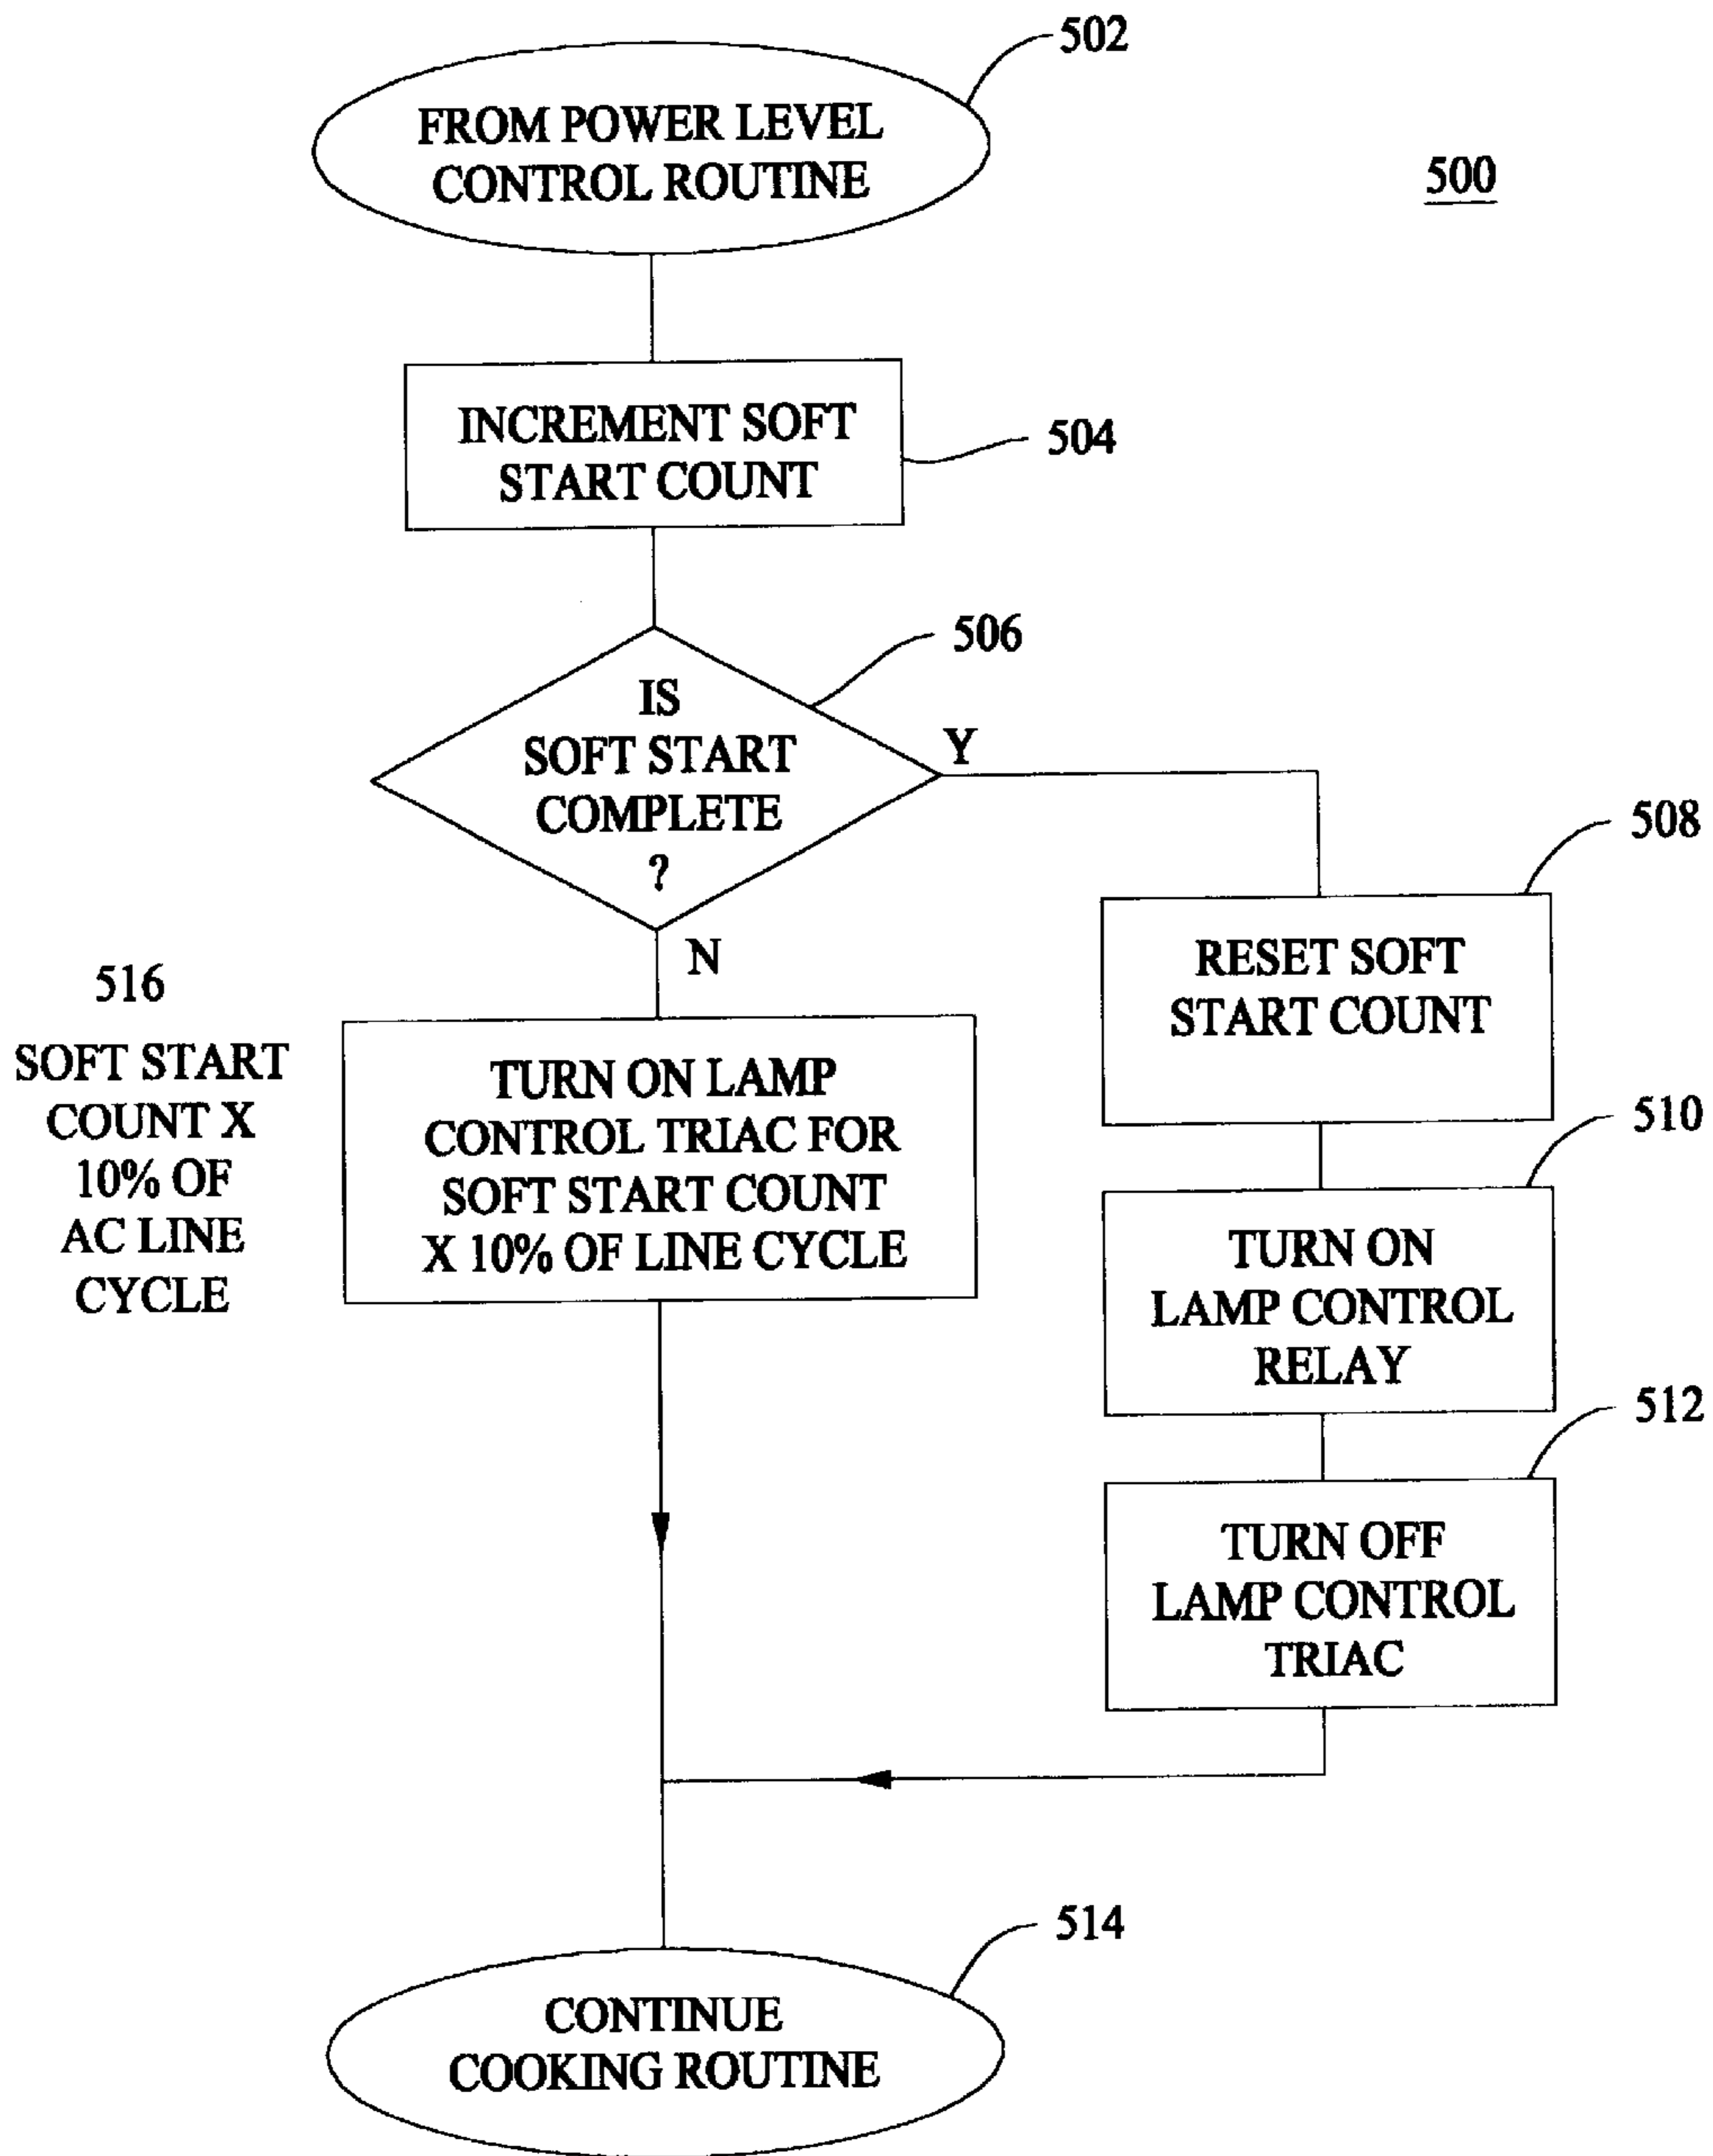 502
FROM POWER LEVEL
CONTROL ROUTINE
500
INCREMENT SOFT
START COUNT
504
506
IS
SOFT START
COMPLETE
?
Y
N
508
RESET SOFT
START COUNT
516
SOFT START
COUNT X
10% OF
AC LINE
CYCLE
TURN ON LAMP
CONTROL TRIAC FOR
SOFT START COUNT
X 10% OF LINE CYCLE
510
TURN ON
LAMP CONTROL
RELAY
512
TURN OFF
LAMP CONTROL
TRIAC
514
CONTINUE
COOKING ROUTINE